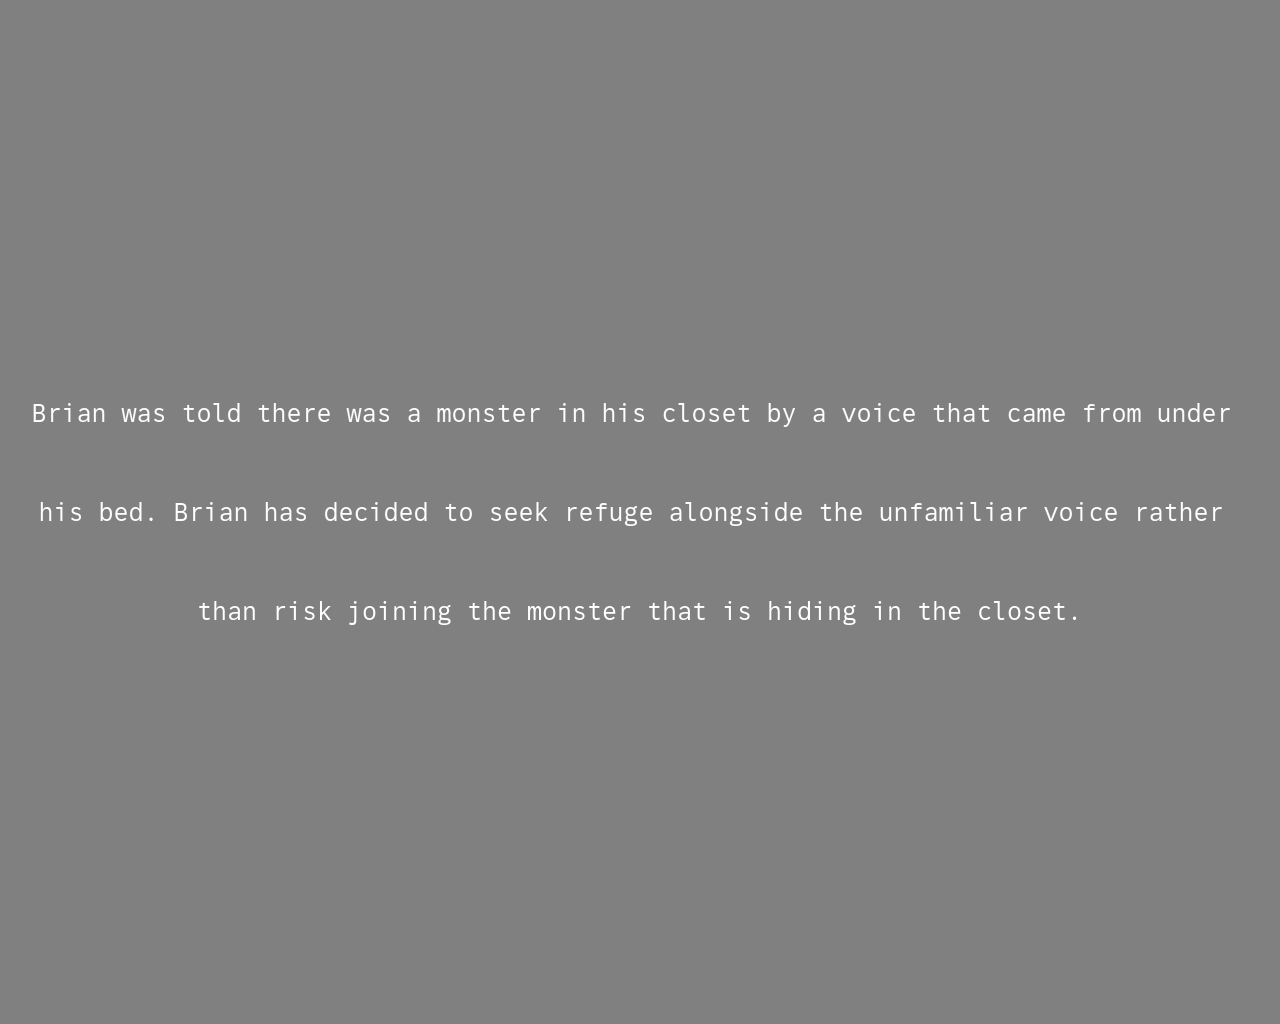 Brian was told there was a monster in his closet by a voice that came from under
his bed. Brian has decided to seek refuge alongside the unfamiliar voice rather
than risk joining the monster that is hiding in the closet.